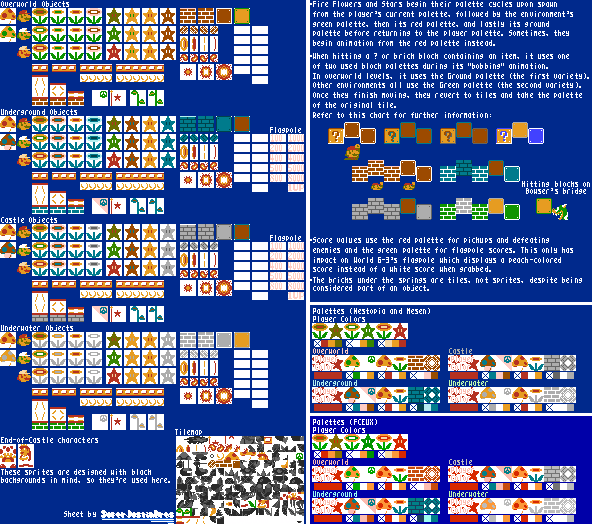 Overworld Objects
Underground Objects
Flagpole
Castle Objects
Flagpole
Underwater Objects
End-of-Castle characters
These sprites are designed with black
backgrounds in mind, so they're used here.
Tilemap
Sheet by
Fire Flowers and Stars begin their palette cycles upon spawn
from the player's current palette, followed by the environment's
green palette, then its red palette, and lastly its ground
palette before returning to the player palette. Sometimes, they
begin animation from the red palette instead.
When hitting a ? or brick block containing an item, it uses one
of two used block palettes during its "bobbing" animation.
In overworld levels, it uses the Ground palette (the first variety).
Other environments all use the Green palette (the second variety).
Once they finish moving, they revert to tiles and take the palette
of the original tile.
Refer to this chart for further information:
Hitting blocks on
Bowser's bridge
Score values use the red palette for pickups and defeating
enemies and the green palette for flagpole scores. This only has
impact on World 6-3's flagpole which displays a peach-colored
score instead of a white score when grabbed.
The bricks under the springs are tiles, not sprites, despite being
considered part of an object.
Palettes (Nestopia and Mesen)
Player Colors
Overworld
Castle
Underground
Underwater
Palettes (FCEUX)
Player Colors
Overworld
Castle
Underground
Underwater